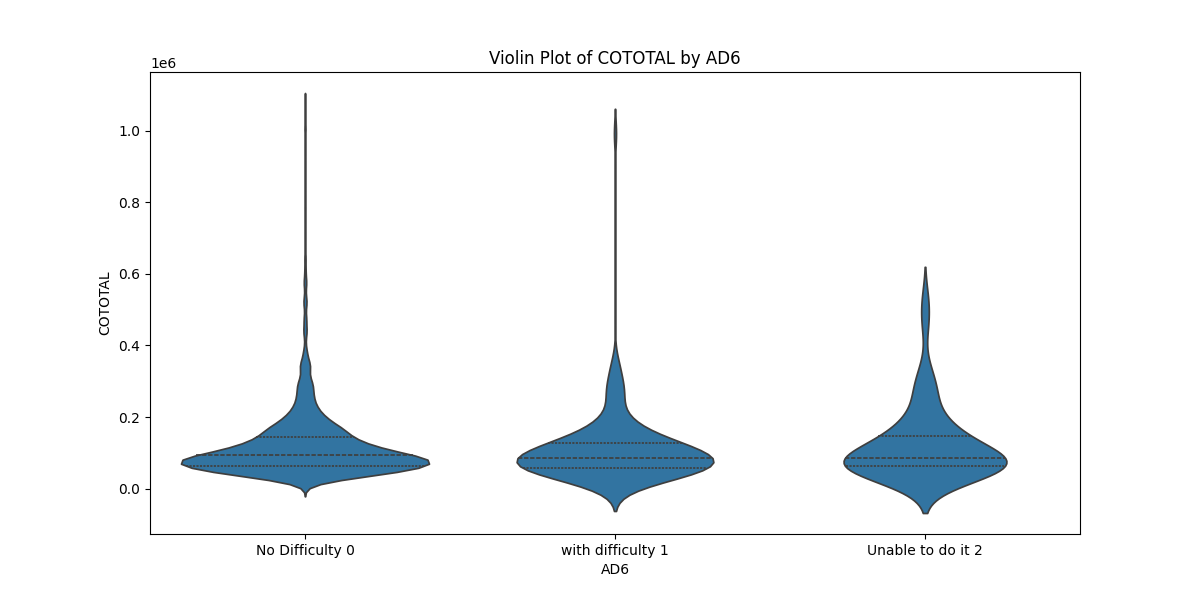 Violin Plot of COTOTAL by AD6
1e6
1.0
0.8
0.6
0.4
0.2
0.0
COTOTAL
No Difficulty 0
with difficulty 1
Unable to do it 2
AD6